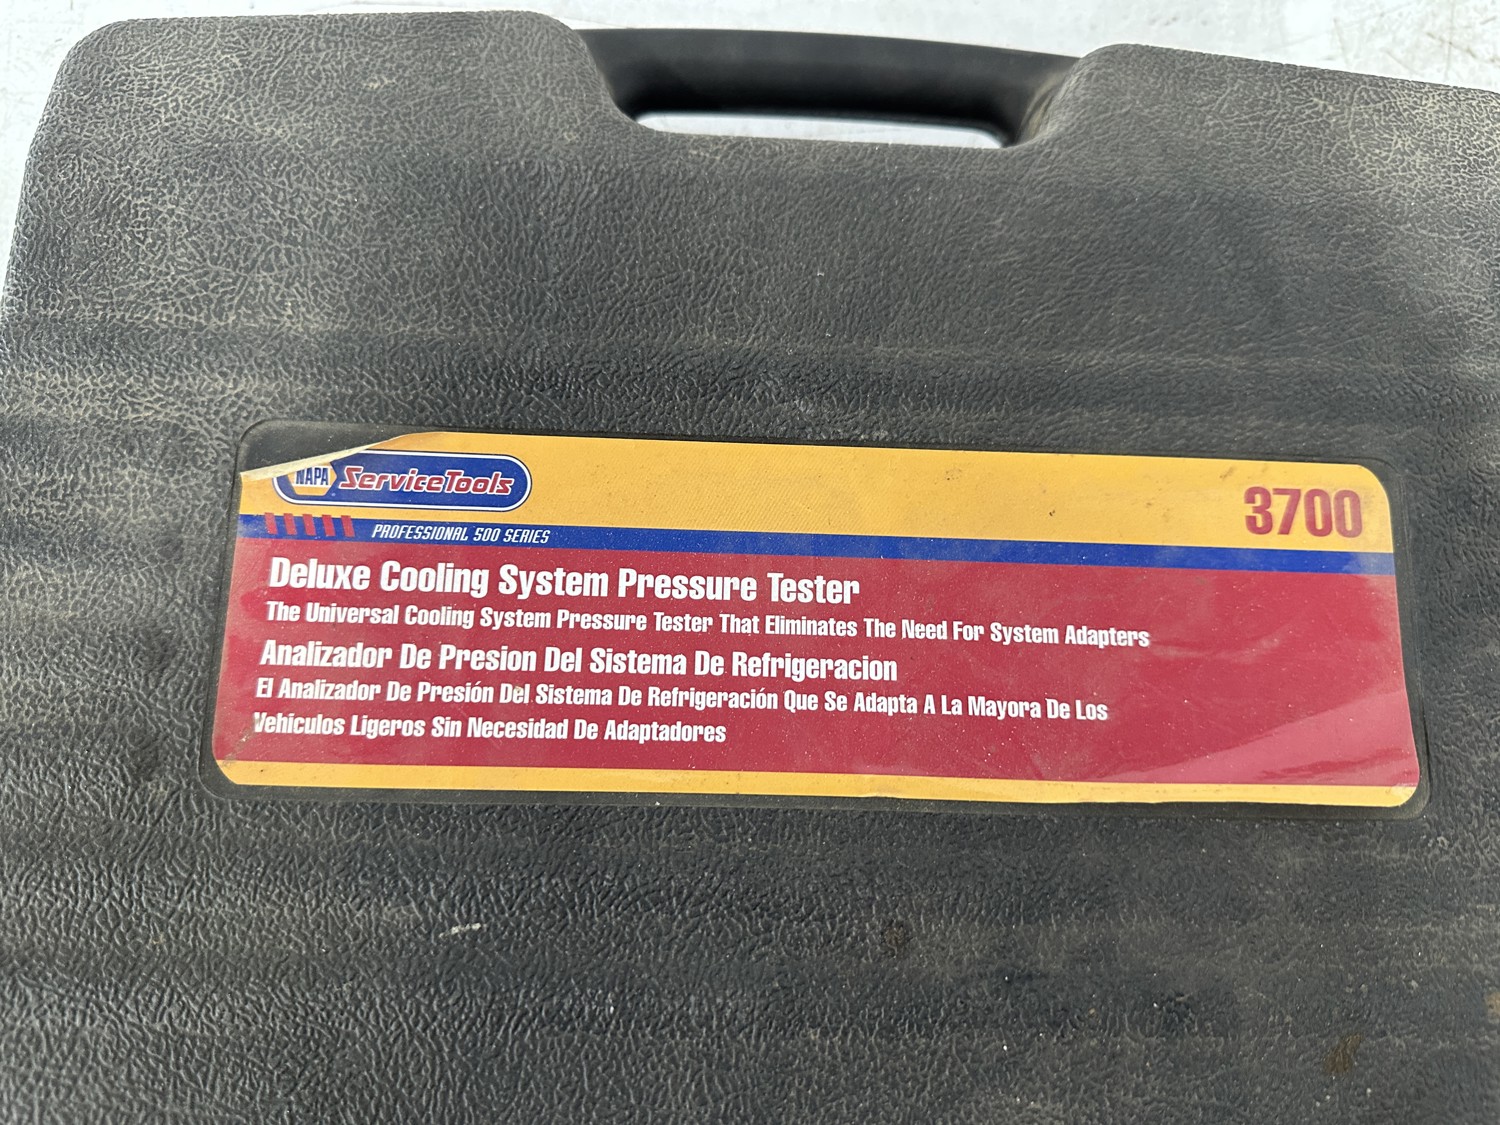 NAPA ServiceTools
3700
PROFESSIONAL 500 SERIES
Deluxe Cooling System Pressure Tester
The Universal Cooling System Pressure Tester That Eliminates The Need For System Adapters
Analizador De Presion Del Sistema De Refrigeracion
El Analizador De Presión Del Sistema De Refrigeración Que Se Adapta A La Mayora De Los
Vehiculos Ligeros Sin Necesidad De Adaptadores